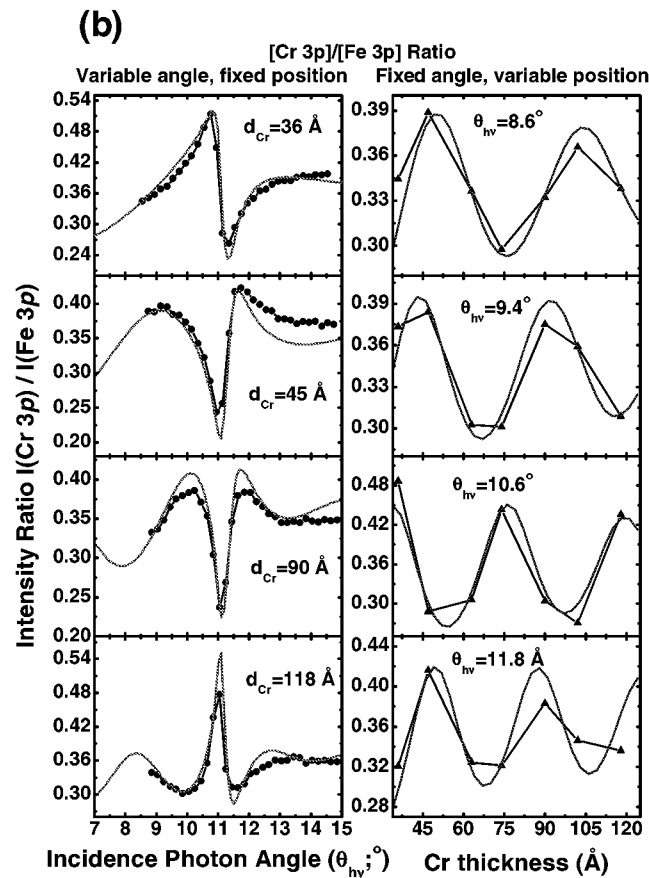 (b)
[Cr 3p]/[Fe 3p] Ratio
Variable angle, fixed position
Fixed angle, variable position
Intensity Ratio I(Cr 3p) / I(Fe 3p)
0.54
0.48
0.42
0.36
0.30
0.24
d_Cr=36 Å
0.39
0.36
0.33
0.30
θ_hν=8.6°
0.40
0.35
0.30
0.25
0.20
d_Cr=45 Å
0.39
0.36
0.33
0.30
θ_hν=9.4°
0.40
0.35
0.30
0.25
0.20
d_Cr=90 Å
0.48
0.42
0.36
0.30
θ_hν=10.6°
0.54
0.48
0.42
0.36
0.30
d_Cr=118 Å
0.44
0.40
0.36
0.32
0.28
θ_hν=11.8 Å
7 8 9 10 11 12 13 14 15
45 60 75 90 105 120
Incidence Photon Angle (θ_hν;°)
Cr thickness (Å)